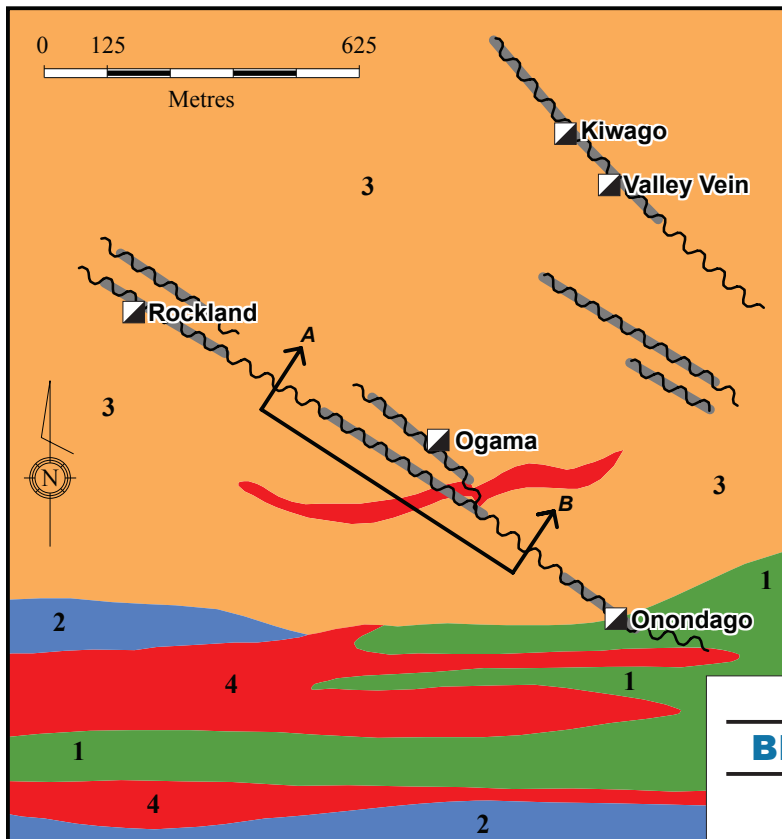 0 125 625
Metres
Kiwago
3
Valley Vein
Rockland
A
3
Ogama
N
3
B
1
2
Onondago
4
1
1
4
2